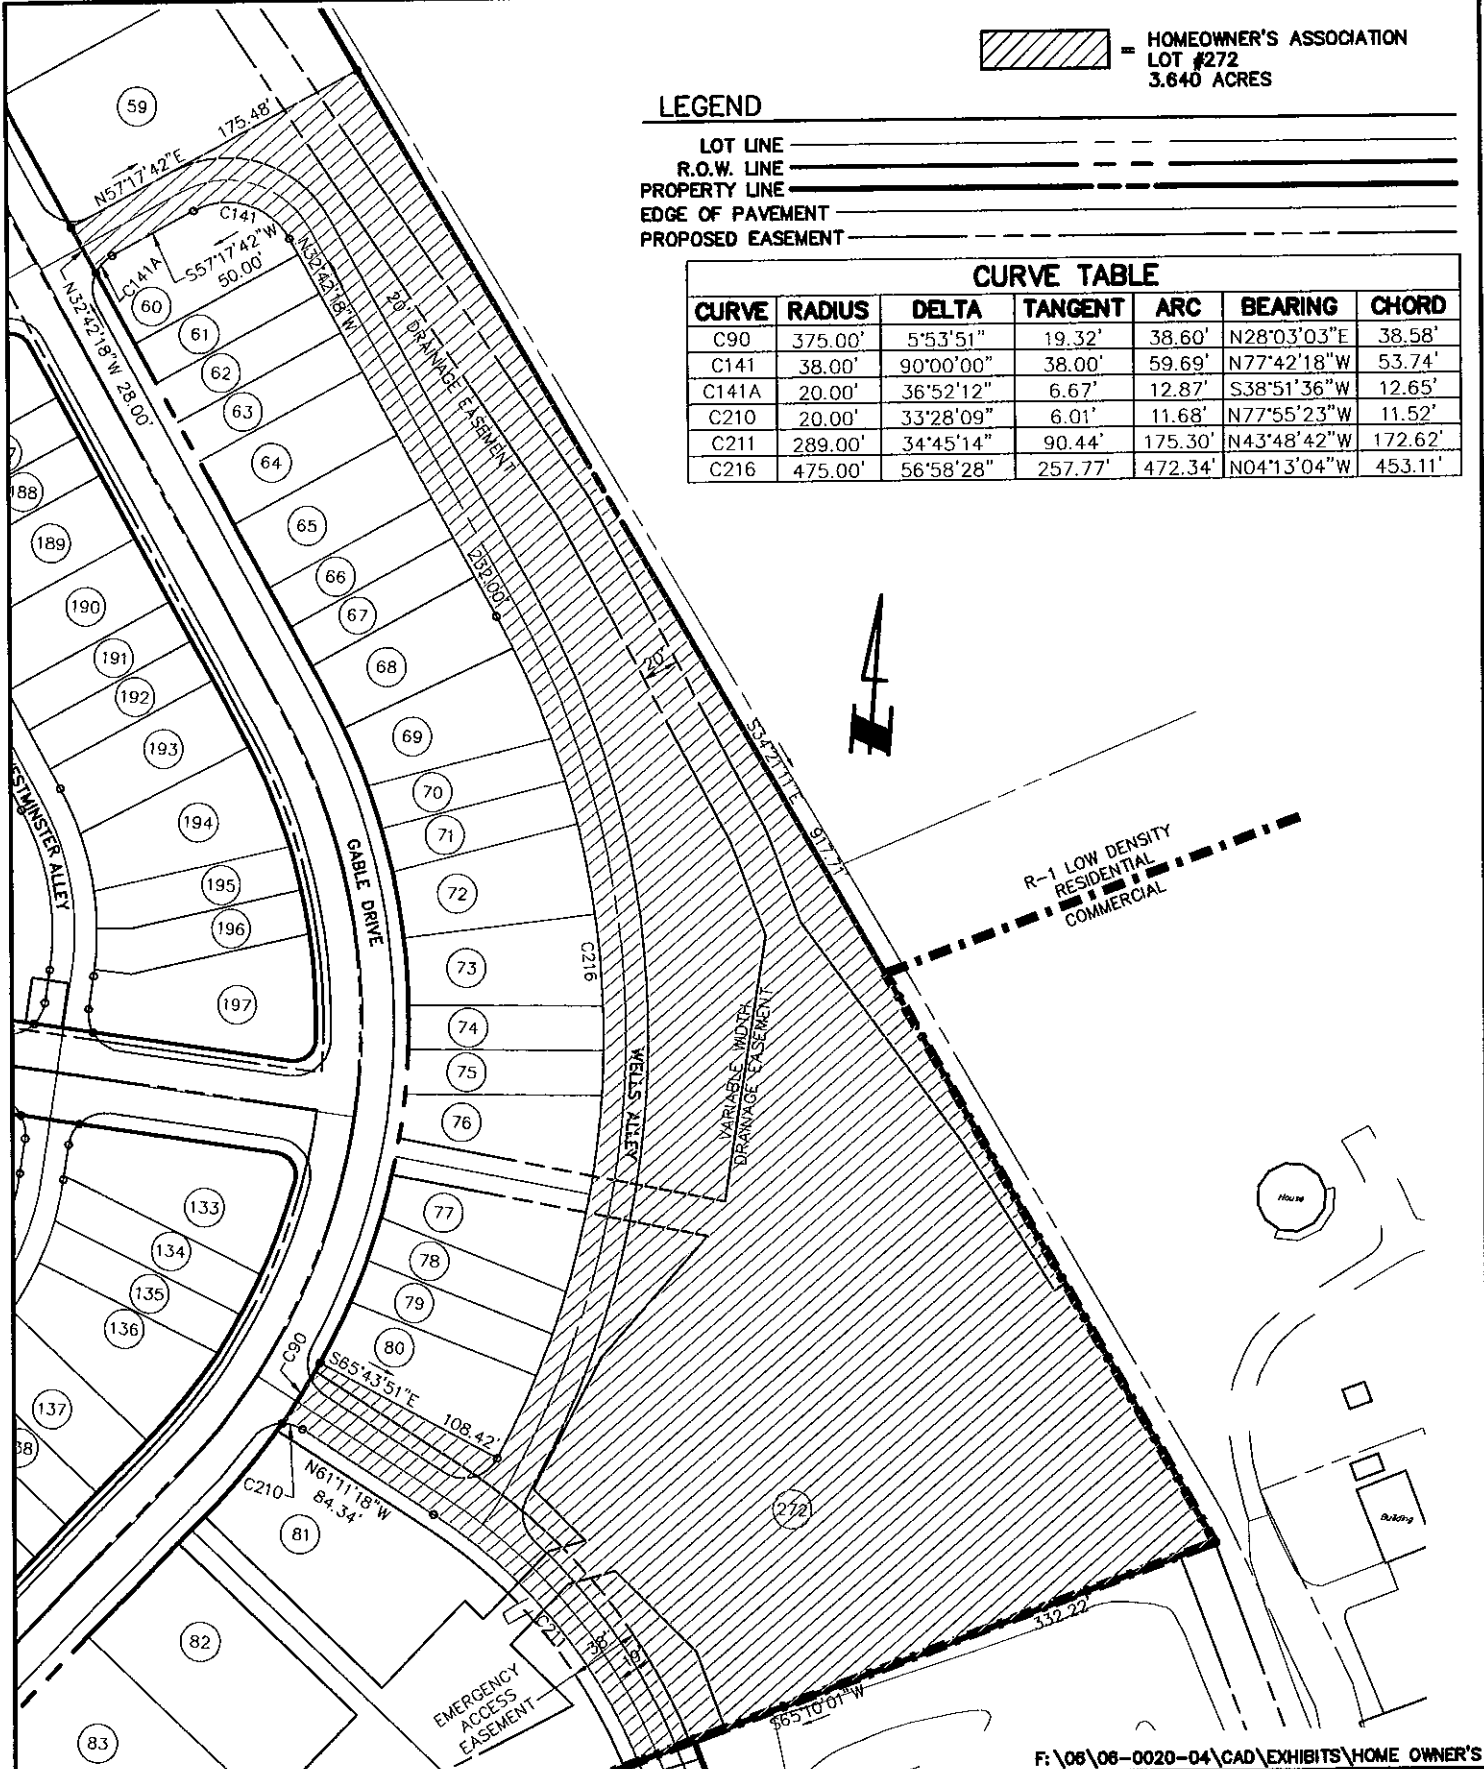 = HOMEOWNER'S ASSOCIATION
LOT #272
3.640 ACRES
LEGEND
LOT LINE
R.O.W. LINE
PROPERTY LINE
EDGE OF PAVEMENT
PROPOSED EASEMENT
CURVE TABLE
CURVE RADIUS DELTA TANGENT ARC BEARING CHORD
C90 375.00' 5°53'51" 19.32' 38.60' N28°03'03"E 38.58'
C141 38.00' 90°00'00" 38.00' 59.69' N77°42'18"W 53.74'
C141A 20.00' 36°52'12" 6.67' 12.87' S38°51'36"W 12.65'
C210 20.00' 33°28'09" 6.01' 11.68' N77°55'23"W 11.52'
C211 289.00' 34°45'14" 90.44' 175.30' N43°48'42"W 172.62'
C216 475.00' 56°58'28" 257.77' 472.34' N04°13'04"W 453.11'
59
N57°17'42"E
175.48'
C141
S57°17'42"W
50.00'
C141A
N32°42'18"W 28.00'
N32°42'18"W
232.00'
20' DRAINAGE EASEMENT
60
61
62
63
64
65
66
67
68
69
70
71
72
73
74
75
76
77
78
79
80
188
189
190
191
192
193
194
195
196
197
WESTMINSTER ALLEY
GABLE DRIVE
C216
WELLS ALLEY
VARIABLE WIDTH
DRAINAGE EASEMENT
20'
S34°21'11"E
917.71'
R-1 LOW DENSITY
RESIDENTIAL
COMMERCIAL
133
134
135
136
137
38
C90
S65°43'51"E
108.42'
C210
N61°11'18"W
84.34'
81
82
83
272
C211
38'
19'
EMERGENCY
ACCESS
EASEMENT
S65°10'01"W
332.22'
House
Building
F:\06\06-0020-04\CAD\EXHIBITS\HOME OWNER'S